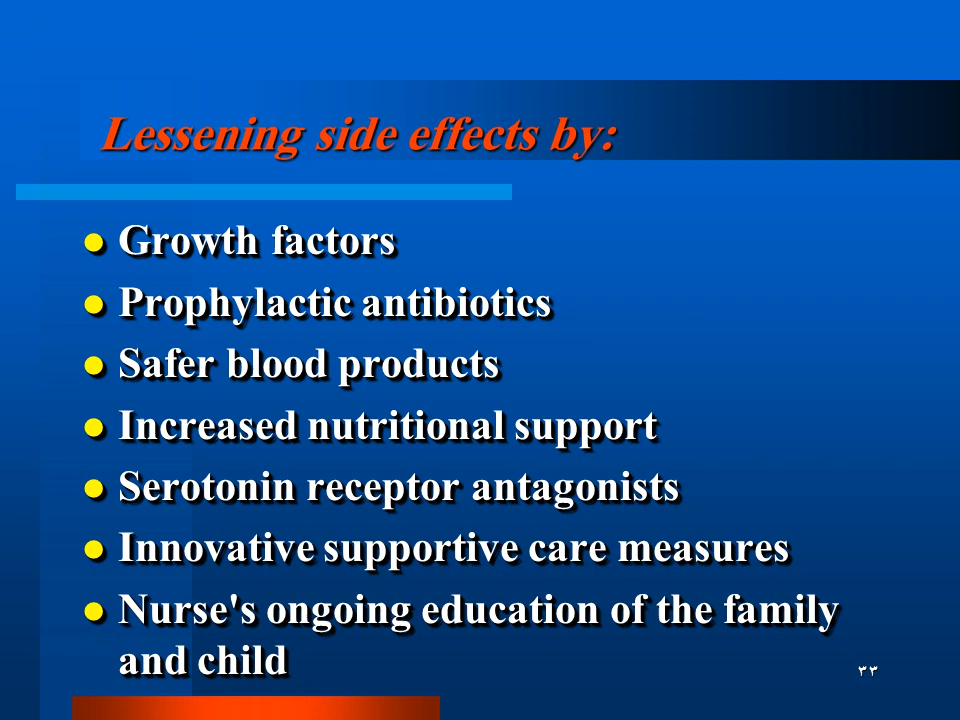 Lessening side effects by:
● Growth factors
● Prophylactic antibiotics
● Safer blood products
● Increased nutritional support
● Serotonin receptor antagonists
● Innovative supportive care measures
● Nurse's ongoing education of the family
and child
٣٣